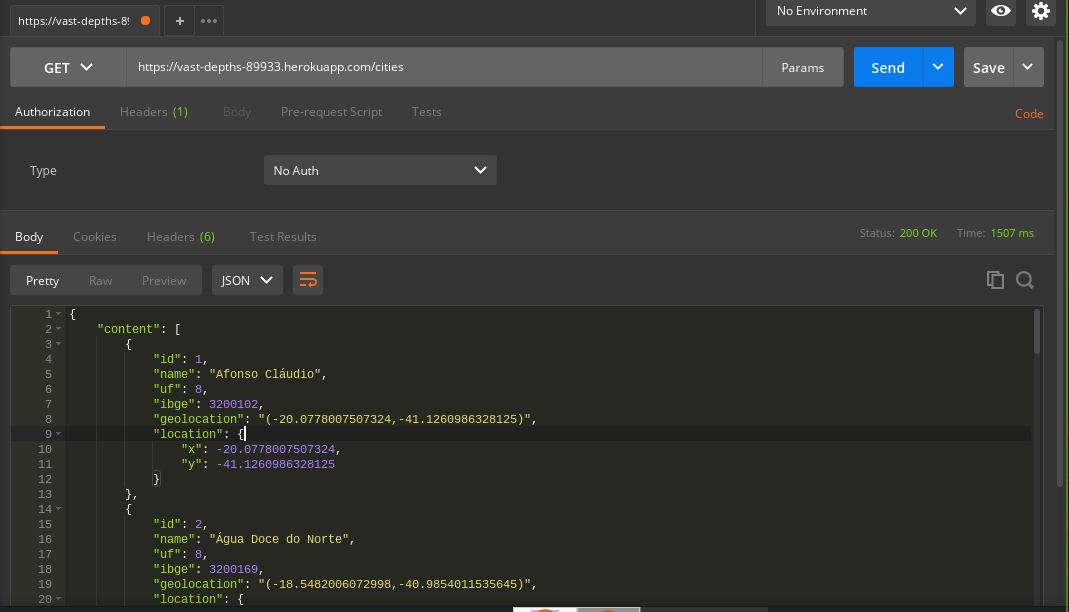 https://vast-depths-89
+
No Environment
GET
https://vast-depths-89933.herokuapp.com/cities
Params
Send
Save
Authorization
Headers (1)
Body
Pre-request Script
Tests
Code
Type
No Auth
Body
Cookies
Headers (6)
Test Results
Status: 200 OK
Time: 1507 ms
Pretty
Raw
Preview
JSON
1 {
2 "content": [
3 {
4 "id": 1,
5 "name": "Afonso Cláudio",
6 "uf": 8,
7 "ibge": 3200102,
8 "geolocation": "(-20.0778007507324,-41.1260986328125)",
9 "location": {
10 "x": -20.0778007507324,
11 "y": -41.1260986328125
12 }
13 },
14 {
15 "id": 2,
16 "name": "Água Doce do Norte",
17 "uf": 8,
18 "ibge": 3200169,
19 "geolocation": "(-18.5482006072998,-40.9854011535645)",
20 "location": {